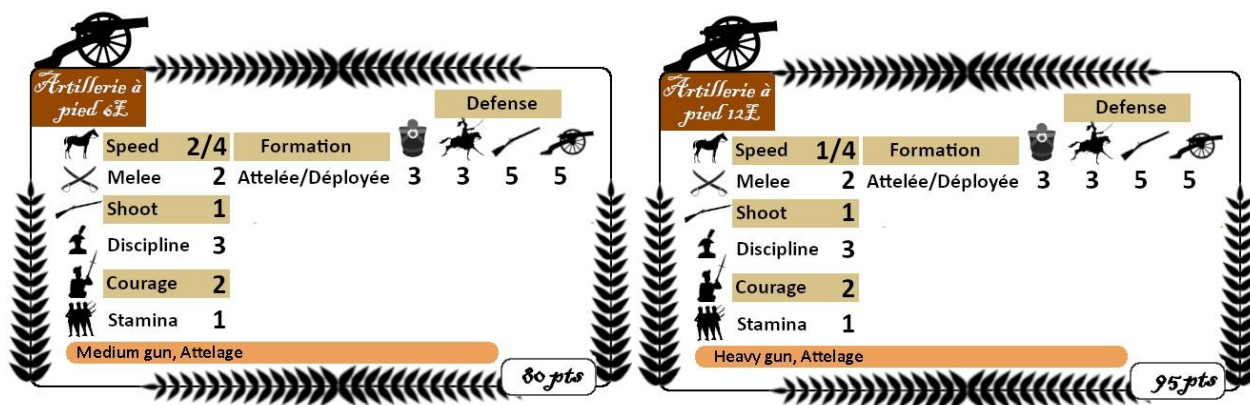 Artillerie à
pied 6£
Defense
Speed 2/4 Formation
Melee 2 Attelée/Déployée 3 3 5 5
Shoot 1
Discipline 3
Courage 2
Stamina 1
Medium gun, Attelage
80 pts
Artillerie à
pied 12£
Defense
Speed 1/4 Formation
Melee 2 Attelée/Déployée 3 3 5 5
Shoot 1
Discipline 3
Courage 2
Stamina 1
Heavy gun, Attelage
95 pts